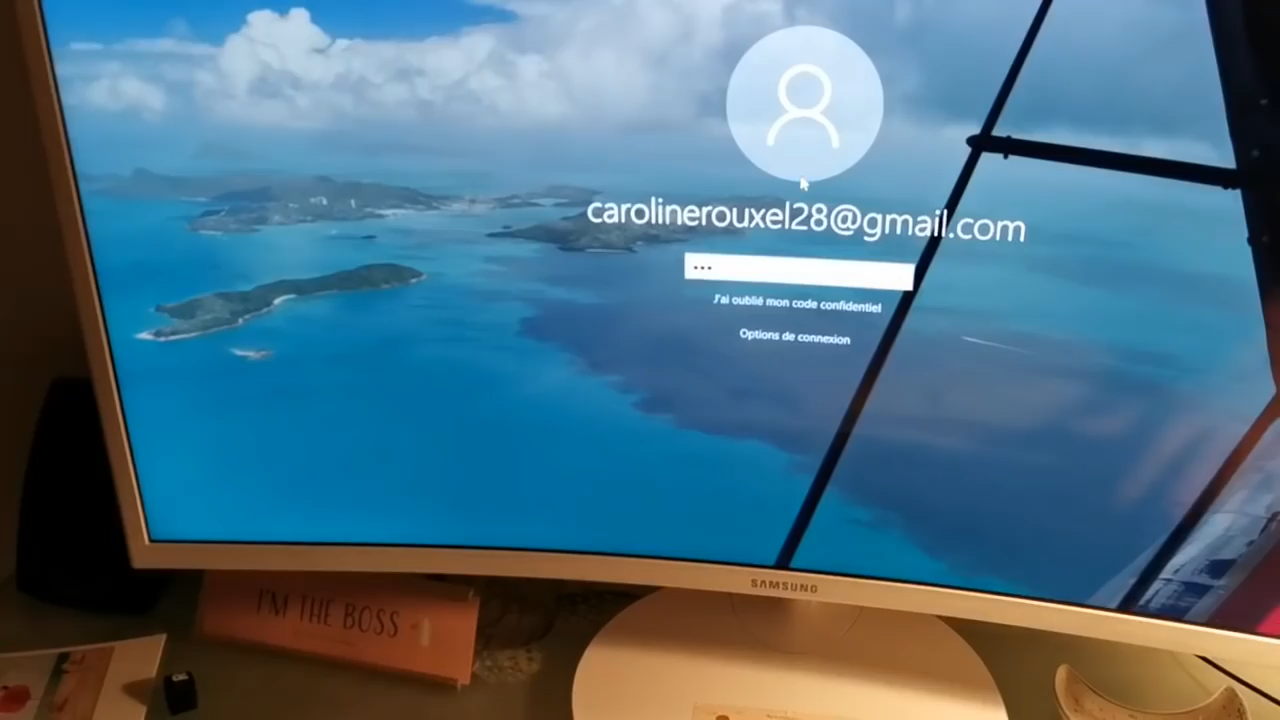 carolinerouxel28@gmail.com
J'ai oublié mon code confidentiel
Options de connexion
SAMSUNG
I'M THE BOSS